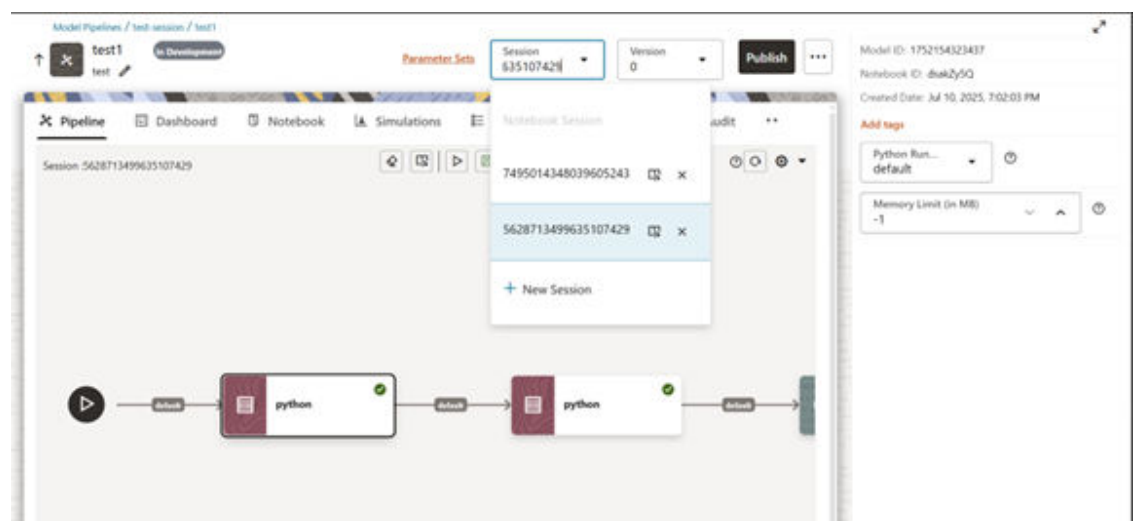 Model Pipelines / test-session / test1
test1
In Development
test
Parameter Sets
Session
635107429
Version
0
Publish
Model ID: 1752154323437
Notebook ID: dsakZy5Q
Created Date: Jul 10, 2025, 7:02:03 PM
Add tags
Python Run...
default
Memory Limit (in MB)
-1
Pipeline
Dashboard
Notebook
Simulations
udit
Session :5628713499635107429
Notebook Session
7495014348039605243
5628713499635107429
+ New Session
default
python
default
python
default